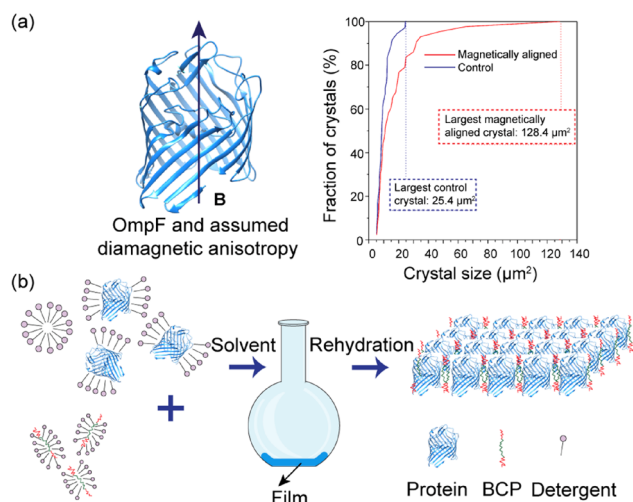 (a)
B
OmpF and assumed
diamagnetic anisotropy
Fraction of crystals (%)
100
80
60
40
20
0
Magnetically aligned
Control
Largest magnetically
aligned crystal: 128.4 µm²
Largest control
crystal: 25.4 µm²
0 20 40 60 80 100 120 140
Crystal size (µm²)
(b)
Solvent
Rehydration
Film
Protein BCP Detergent